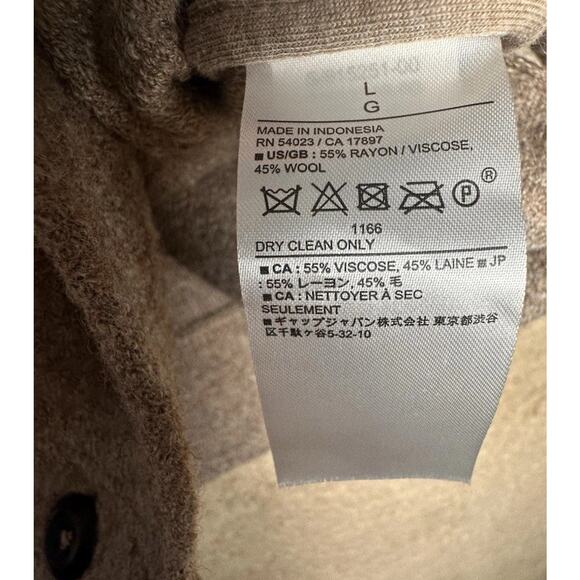 L
G
MADE IN INDONESIA
RN 54023 / CA 17897
■ US/GB : 55% RAYON / VISCOSE,
45% WOOL
P ®
1166
DRY CLEAN ONLY
■ CA : 55% VISCOSE, 45% LAINE ■ JP
: 55% レーヨン, 45% 毛
■ CA : NETTOYER À SEC
SEULEMENT
■ ギャップジャパン株式会社 東京都渋谷
区千駄ヶ谷5-32-10